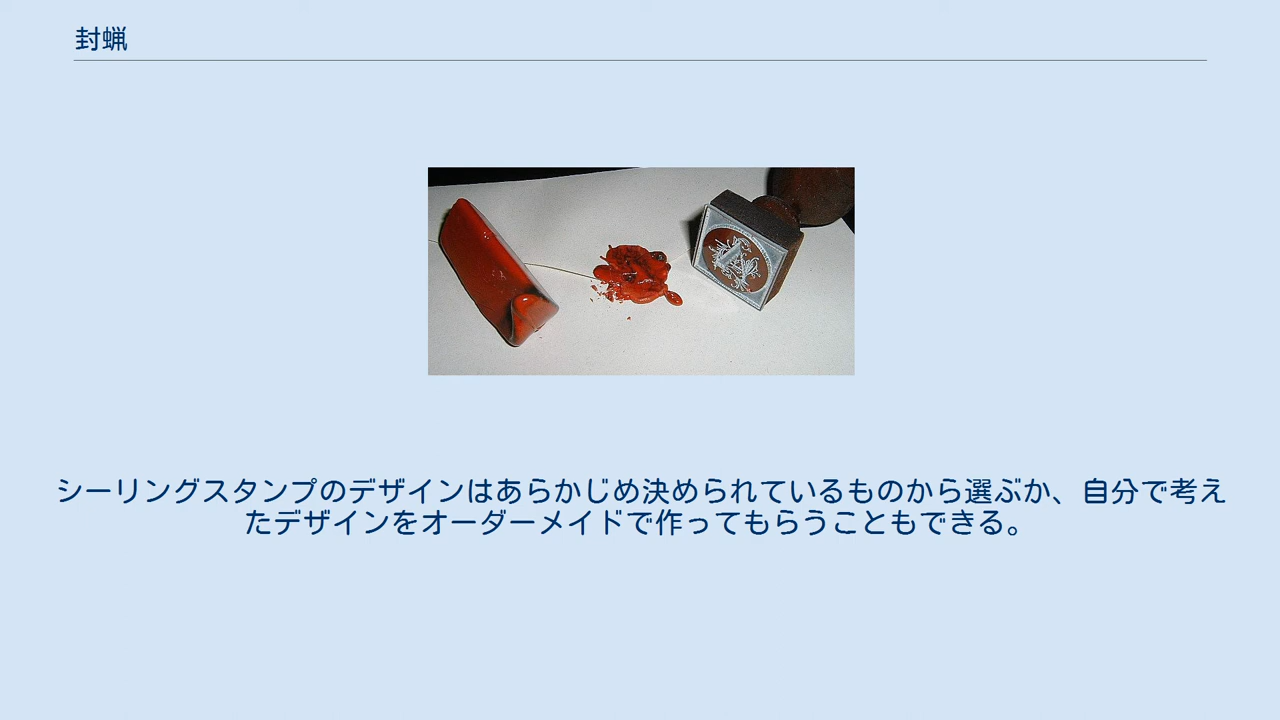 封蝋
シーリングスタンプのデザインはあらかじめ決められているものから選ぶか、自分で考え
たデザインをオーダーメイドで作ってもらうこともできる。